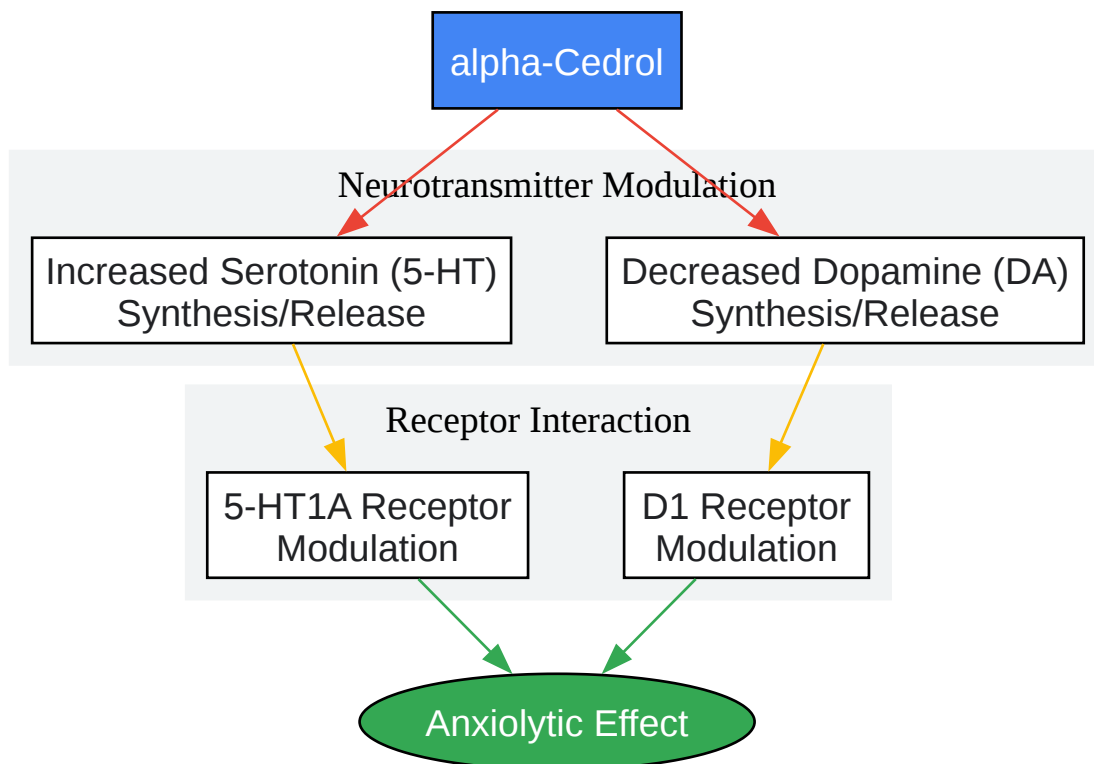 alpha-Cedrol
Neurotransmitter Modulation
Increased Serotonin (5-HT)
Synthesis/Release
Decreased Dopamine (DA)
Synthesis/Release
Receptor Interaction
5-HT1A Receptor
Modulation
D1 Receptor
Modulation
Anxiolytic Effect